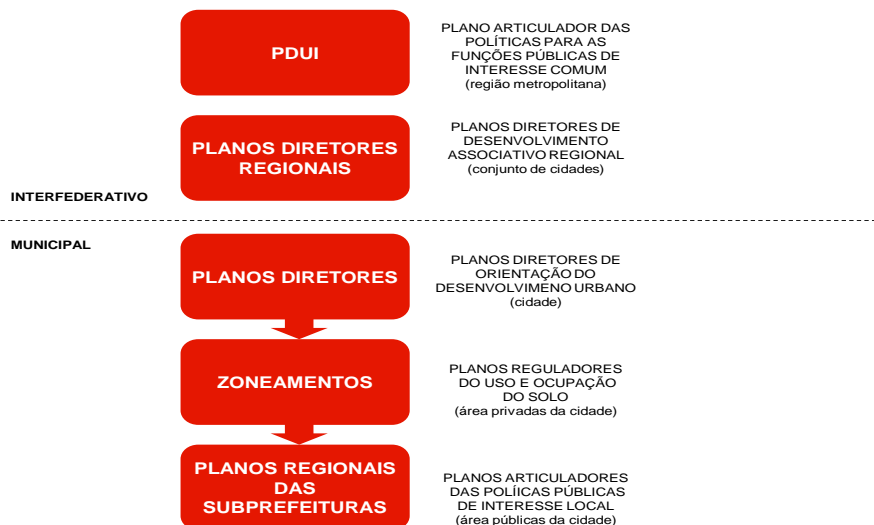 PDUI
PLANO ARTICULADOR DAS
POLÍTICAS PARA AS
FUNÇÕES PÚBLICAS DE
INTERESSE COMUM
(região metropolitana)
PLANOS DIRETORES
REGIONAIS
PLANOS DIRETORES DE
DESENVOLVIMENTO
ASSOCIATIVO REGIONAL
(conjunto de cidades)
INTERFEDERATIVO
MUNICIPAL
PLANOS DIRETORES
PLANOS DIRETORES DE
ORIENTAÇÃO DO
DESENVOLVIMENO URBANO
(cidade)
ZONEAMENTOS
PLANOS REGULADORES
DO USO E OCUPAÇÃO
DO SOLO
(área privadas da cidade)
PLANOS REGIONAIS
DAS
SUBPREFEITURAS
PLANOS ARTICULADORES
DAS POLÍICAS PÚBLICAS
DE INTERESSE LOCAL
(área públicas da cidade)